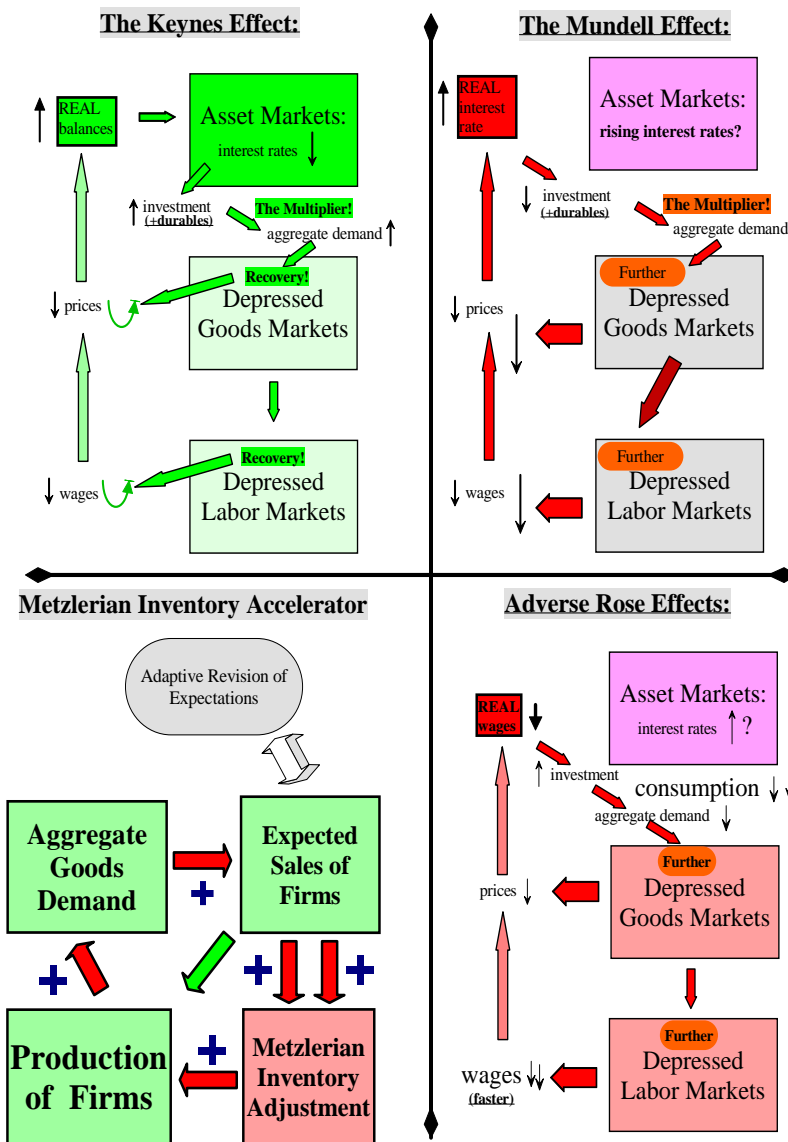 The Keynes Effect:
REAL
balances
Asset Markets:
interest rates
investment
(+durables)
The Multiplier!
aggregate demand
Recovery!
Depressed
Goods Markets
prices
Recovery!
Depressed
Labor Markets
wages
The Mundell Effect:
REAL
interest
rate
Asset Markets:
rising interest rates?
investment
(+durables)
The Multiplier!
aggregate demand
Further
Depressed
Goods Markets
prices
Further
Depressed
Labor Markets
wages
Metzlerian Inventory Accelerator
Adaptive Revision of
Expectations
Aggregate
Goods
Demand
+
Expected
Sales of
Firms
+
+
+
Production
of Firms
+
Metzlerian
Inventory
Adjustment
Adverse Rose Effects:
REAL
wages
Asset Markets:
interest rates ?
investment
consumption
aggregate demand
Further
Depressed
Goods Markets
prices
Further
Depressed
Labor Markets
wages
(faster)